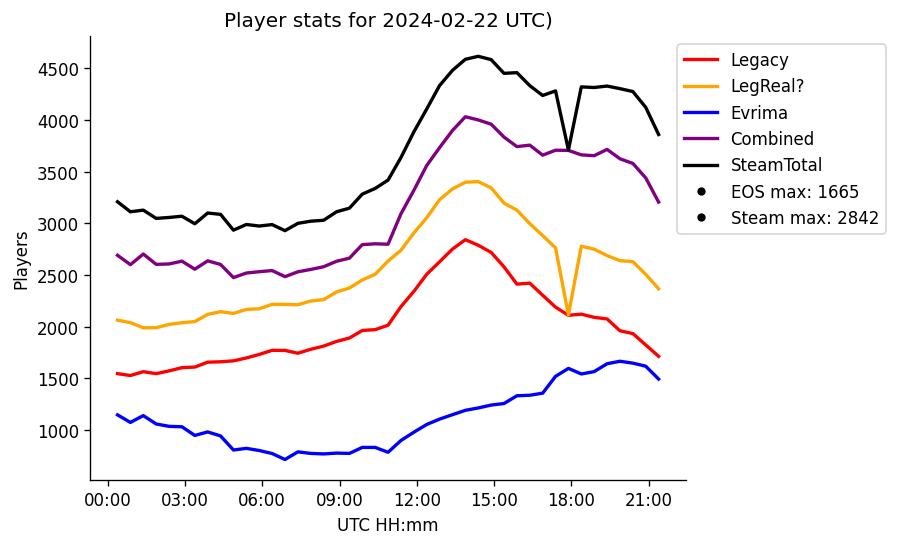 Player stats for 2024-02-22 UTC)
Players
4500
4000
3500
3000
2500
2000
1500
1000
00:00 03:00 06:00 09:00 12:00 15:00 18:00 21:00
UTC HH:mm
Legacy
LegReal?
Evrima
Combined
SteamTotal
EOS max: 1665
Steam max: 2842